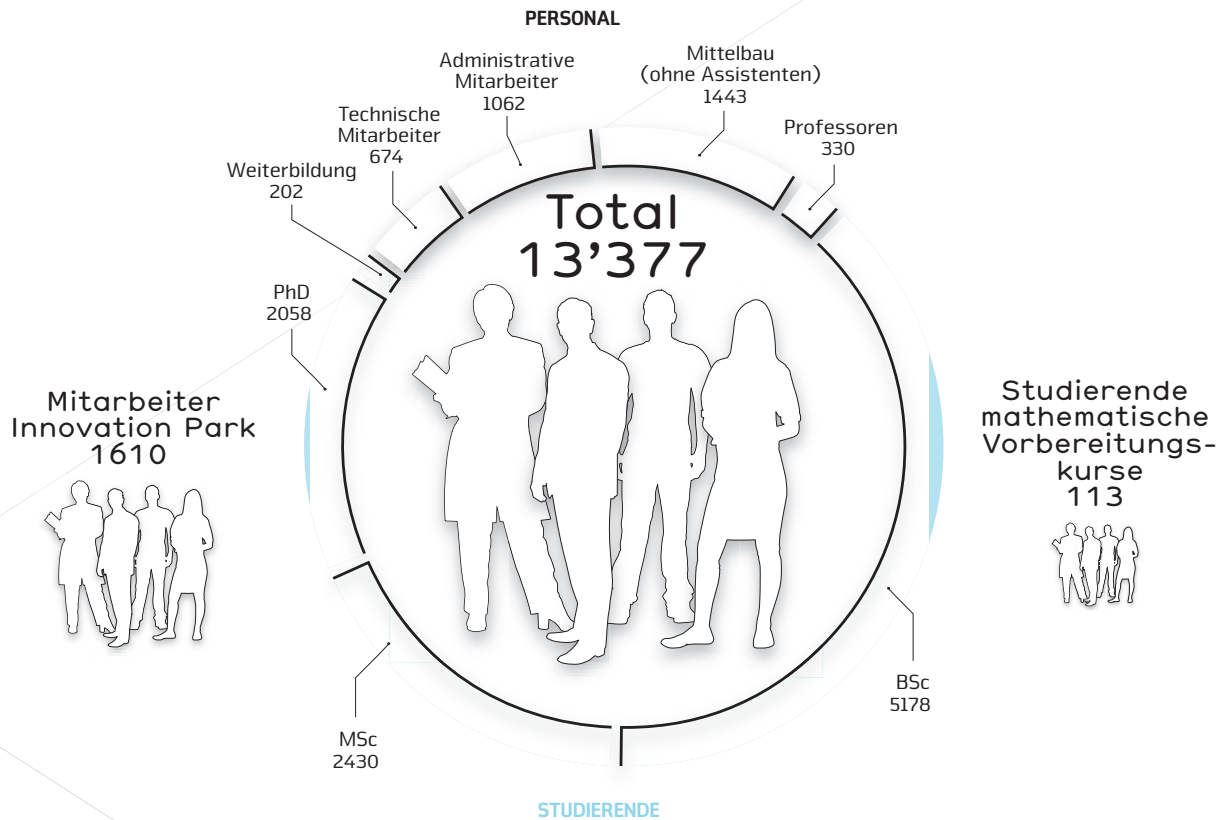 PERSONAL
Administrative
Mitarbeiter
1062
Mittelbau
(ohne Assistenten)
1443
Technische
Mitarbeiter
674
Professoren
330
Weiterbildung
202
Total
13’377
PhD
2058
Mitarbeiter
Innovation Park
1610
Studierende
mathematische
Vorbereitungs-
kurse
113
BSc
5178
MSc
2430
STUDIERENDE